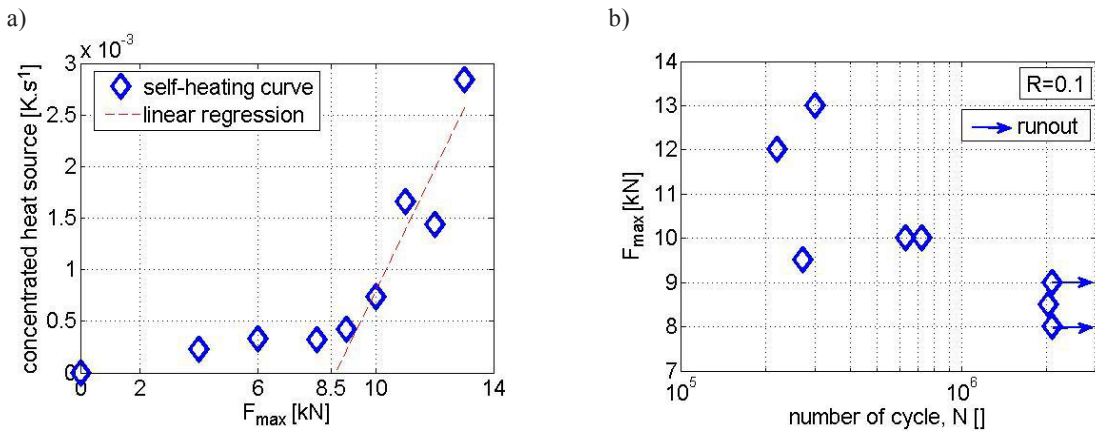 a)
b)
3 x 10-3
self-heating curve
linear regression
concentrated heat source [K.s-1]
2.5
2
1.5
1
0.5
0
0 2 6 8.5 10 14
Fmax [kN]
14
13
12
11
10
9
8
7
R=0.1
runout
Fmax [kN]
10^5 10^6
number of cycle, N []